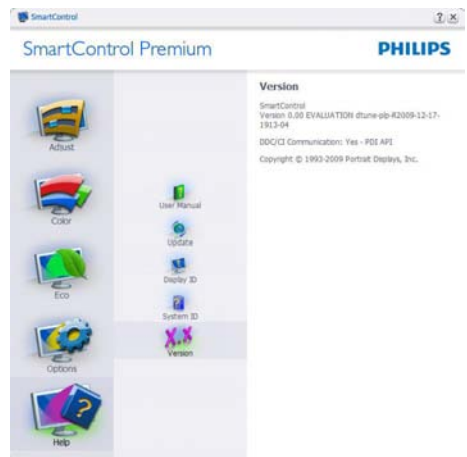 SmartControl
? x
SmartControl Premium
PHILIPS
Adjust
Color
Eco
Options
Help
User Manual
Update
Display ID
System ID
X.X
Version
Version
SmartControl
Version 0.00 EVALUATION dtune-plp-R2009-12-17-
1913-04
DDC/CI Communication: Yes - PDI API
Copyright © 1993-2009 Portrait Displays, Inc.